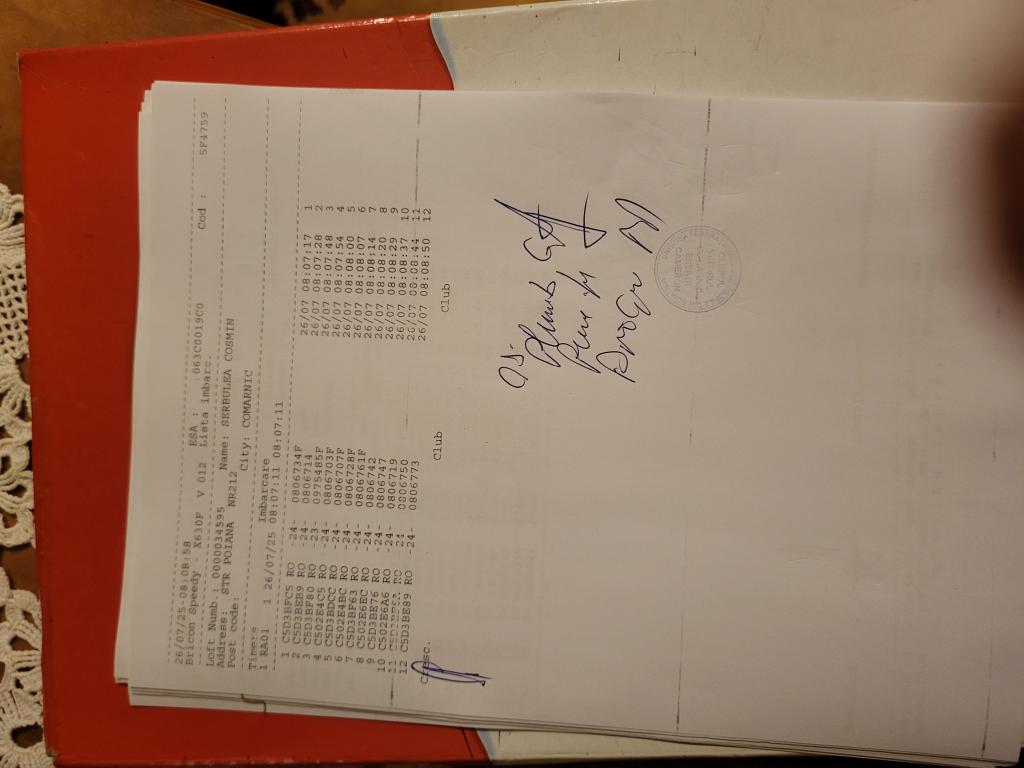 26/07/25-08:08:58
Bricon Speedy - X630F V 012 ESA : 063C0019C0
Lista imbarc.
Loft Numb.: 0000034595 Name: SERBULEA COSMIN Cod : 5F4759
Address: STR POIANA NR212
Post code: City: COMARNIC
Timers Imbarcare
1 RA01 1 26/07/25 08:07:11 08:07:11
1 C5D3BFC5 RO -24- 0806734F 26/07 08:07:17 1
2 C5D3BEB9 RO -24- 0806714 26/07 08:07:28 2
3 C5D3BF80 RO -23- 0975485F 26/07 08:07:48 3
4 C502E4C5 RO -24- 0806703F 26/07 08:07:54 4
5 C5D3BDCC RO -24- 0806707F 26/07 08:08:00 5
6 C502E4BC RO -24- 0806728F 26/07 08:08:07 6
7 C5D3BF63 RO -24- 0806761F 26/07 08:08:14 7
8 C502E6EC RO -24- 0806742 26/07 08:08:20 8
9 C5D3BE76 RO -24- 0806747 26/07 08:08:29 9
10 C502E6A6 RO -24- 0806719 26/07 08:08:37 10
11 RO -24- 0806750 26/07 08:08:44 11
12 C5D3BE89 RO -24- 0806773 26/07 08:08:50 12
Club Club